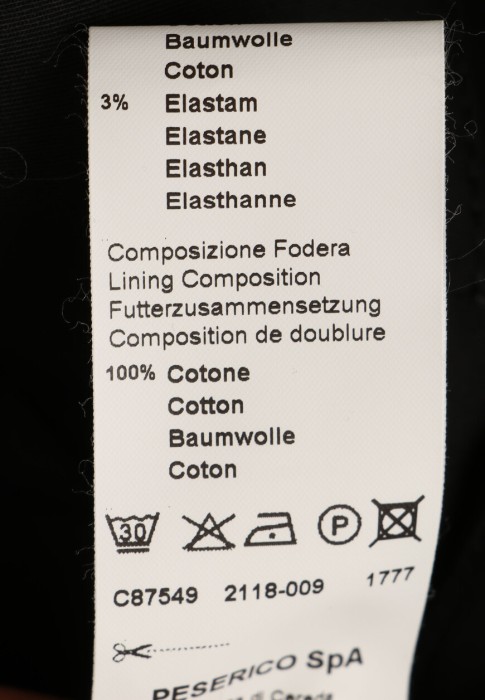 Baumwolle
Coton
3% Elastam
Elastane
Elasthan
Elasthanne
Composizione Fodera
Lining Composition
Futterzusammensetzung
Composition de doublure
100% Cotone
Cotton
Baumwolle
Coton
30 P
C87549 2118-009 1777
PESERICO SpA
di